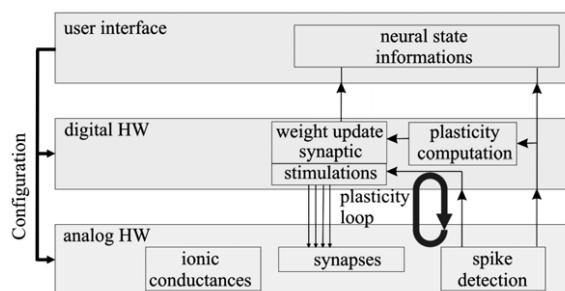 user interface
neural state
informations
Configuration
digital HW
weight update
synaptic
stimulations
plasticity
computation
plasticity
loop
analog HW
ionic
conductances
synapses
spike
detection